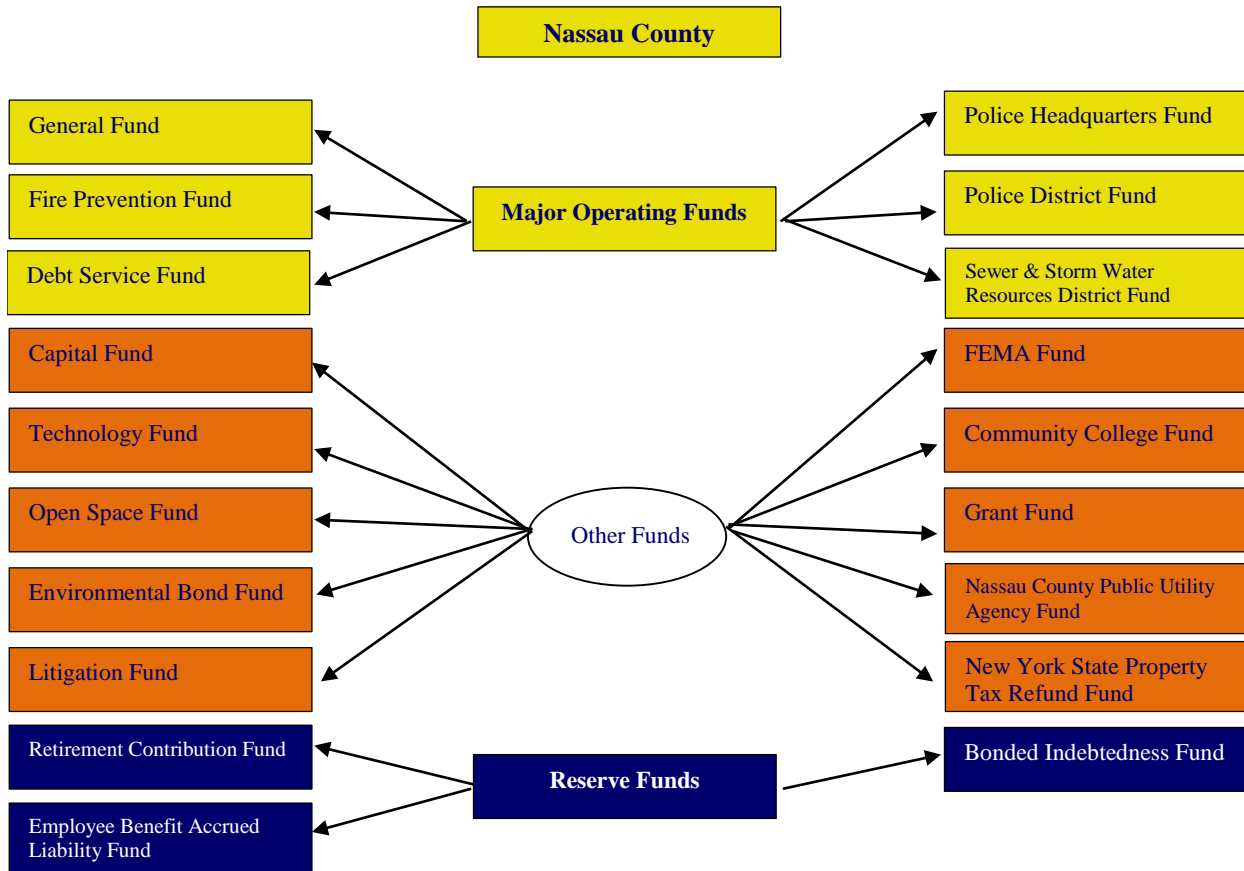 Nassau County
General Fund
Police Headquarters Fund
Fire Prevention Fund
Major Operating Funds
Police District Fund
Debt Service Fund
Sewer & Storm Water
Resources District Fund
Capital Fund
FEMA Fund
Technology Fund
Community College Fund
Open Space Fund
Other Funds
Grant Fund
Environmental Bond Fund
Nassau County Public Utility
Agency Fund
Litigation Fund
New York State Property
Tax Refund Fund
Retirement Contribution Fund
Reserve Funds
Bonded Indebtedness Fund
Employee Benefit Accrued
Liability Fund